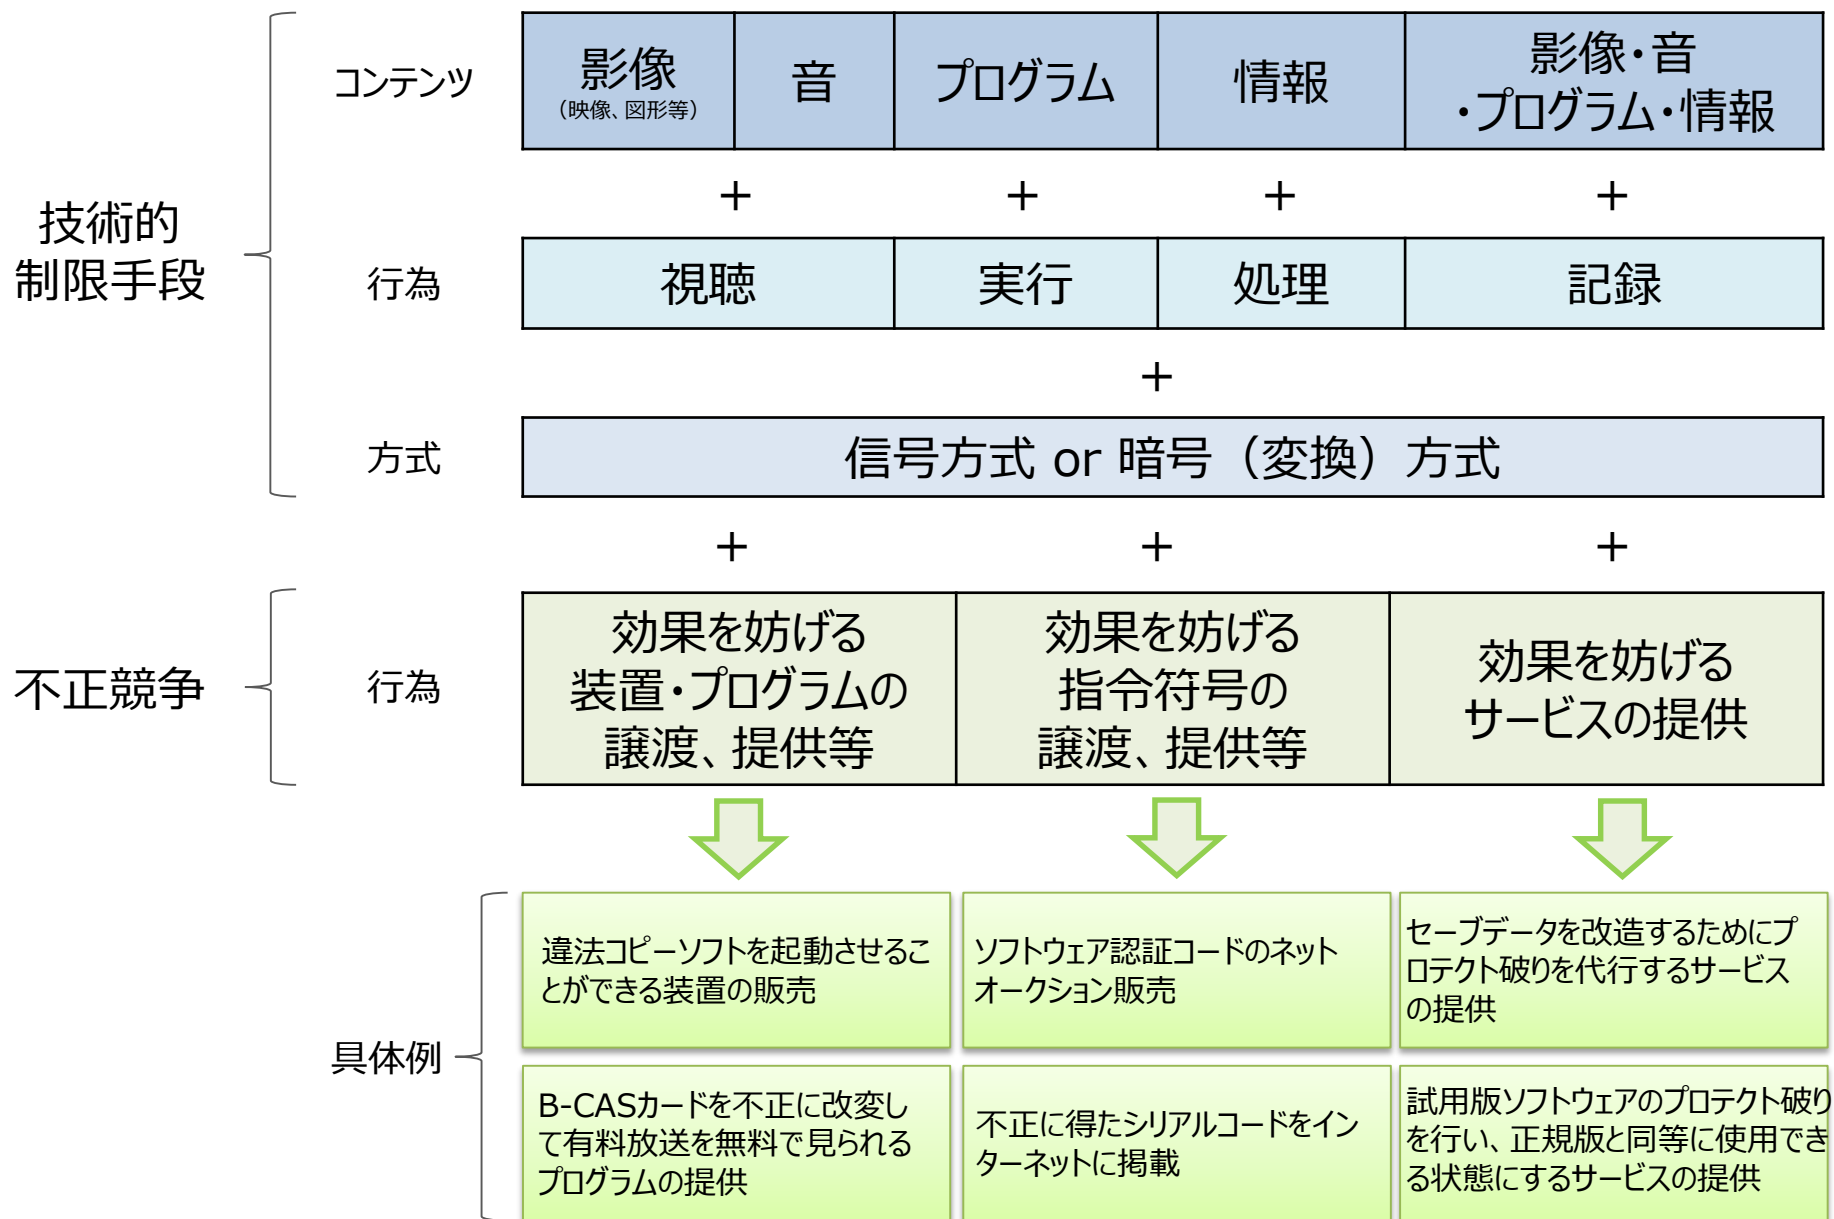 コンテンツ
影像
（映像、図形等）
音
プログラム
情報
影像・音
・プログラム・情報
＋
＋
＋
＋
技術的
制限手段
行為
視聴
実行
処理
記録
＋
方式
信号方式 or 暗号（変換）方式
＋
＋
＋
不正競争
行為
効果を妨げる
装置・プログラムの
譲渡、提供等
効果を妨げる
指令符号の
譲渡、提供等
効果を妨げる
サービスの提供
具体例
違法コピーソフトを起動させるこ
とができる装置の販売
ソフトウェア認証コードのネット
オークション販売
セーブデータを改造するためにプ
ロテクト破りを代行するサービス
の提供
B-CASカードを不正に改変し
て有料放送を無料で見られる
プログラムの提供
不正に得たシリアルコードをイン
ターネットに掲載
試用版ソフトウェアのプロテクト破り
を行い、正規版と同等に使用でき
る状態にするサービスの提供